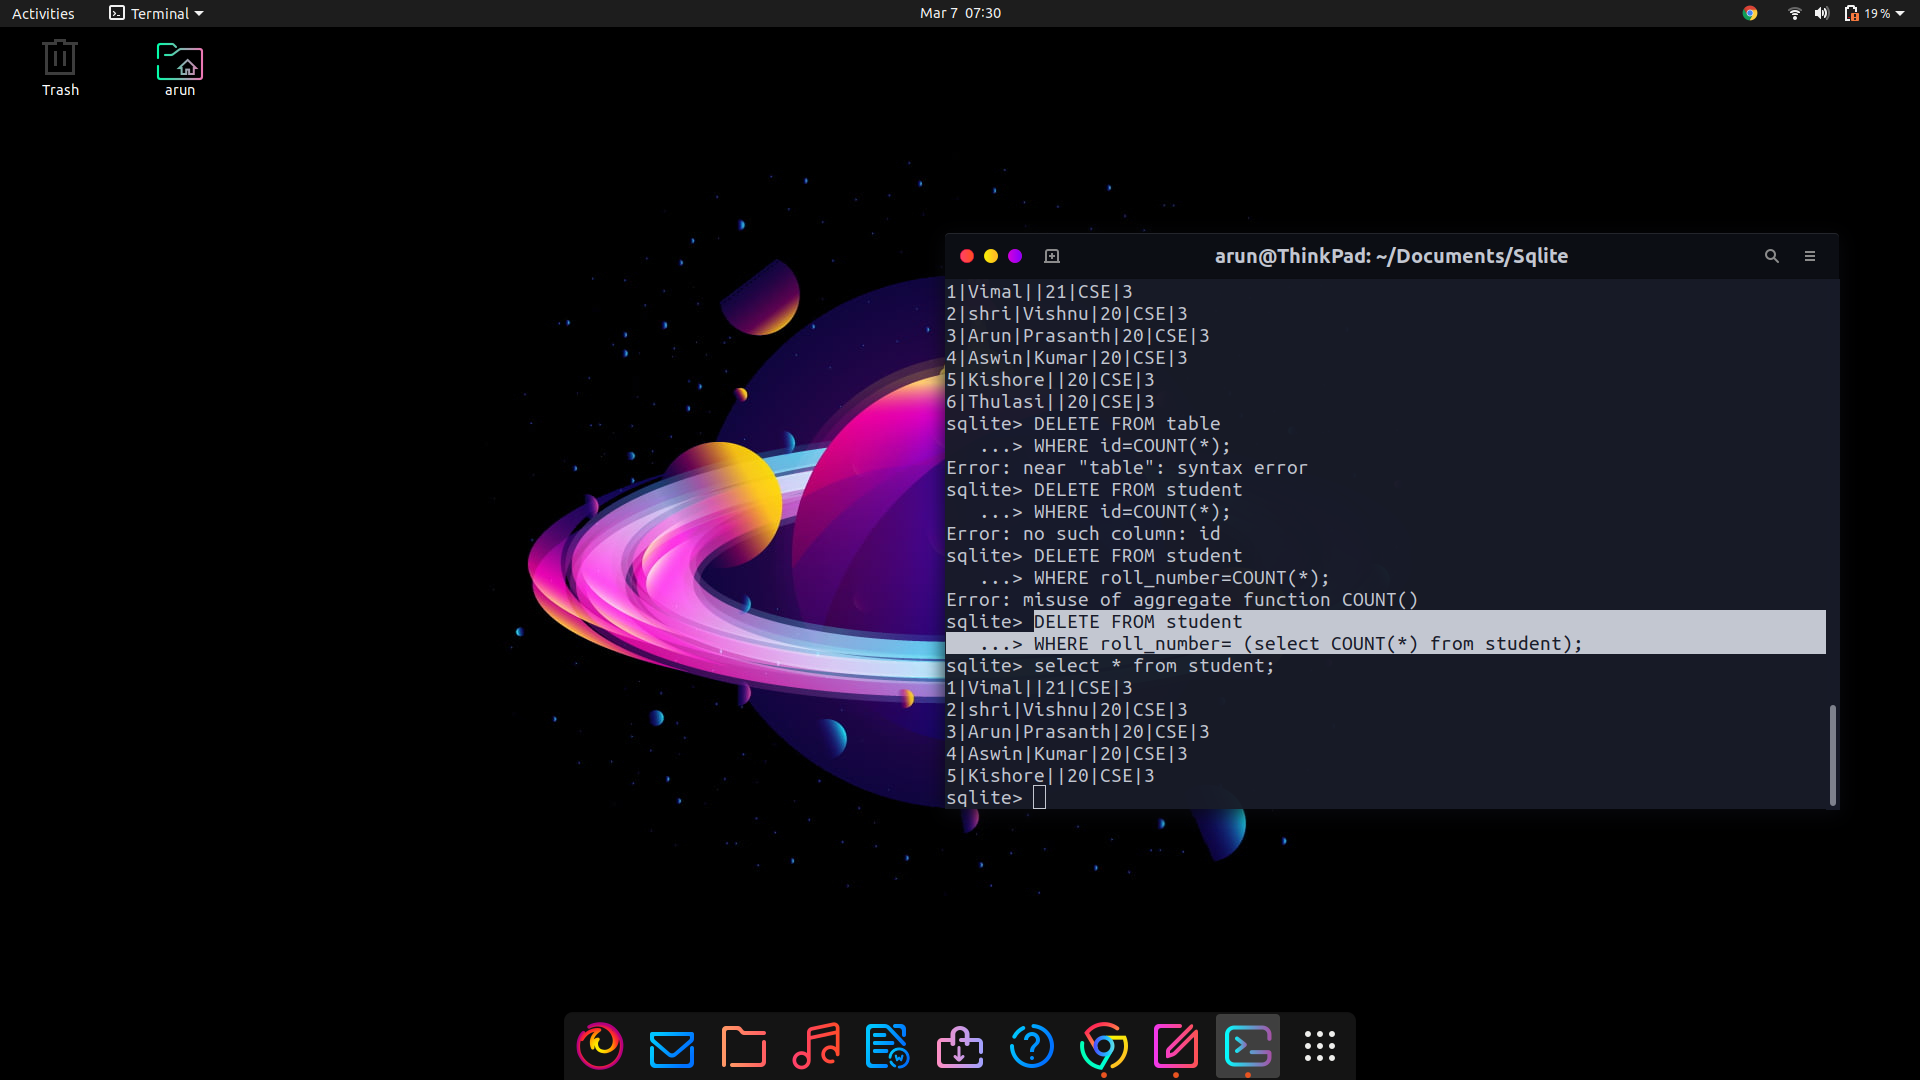 Activities Terminal Mar 7 07:30 19 %
Trash arun
arun@ThinkPad: ~/Documents/Sqlite
1|Vimal||21|CSE|3
2|shri|Vishnu|20|CSE|3
3|Arun|Prasanth|20|CSE|3
4|Aswin|Kumar|20|CSE|3
5|Kishore||20|CSE|3
6|Thulasi||20|CSE|3
sqlite> DELETE FROM table
...> WHERE id=COUNT(*);
Error: near "table": syntax error
sqlite> DELETE FROM student
...> WHERE id=COUNT(*);
Error: no such column: id
sqlite> DELETE FROM student
...> WHERE roll_number=COUNT(*);
Error: misuse of aggregate function COUNT()
sqlite> DELETE FROM student
...> WHERE roll_number= (select COUNT(*) from student);
sqlite> select * from student;
1|Vimal||21|CSE|3
2|shri|Vishnu|20|CSE|3
3|Arun|Prasanth|20|CSE|3
4|Aswin|Kumar|20|CSE|3
5|Kishore||20|CSE|3
sqlite>